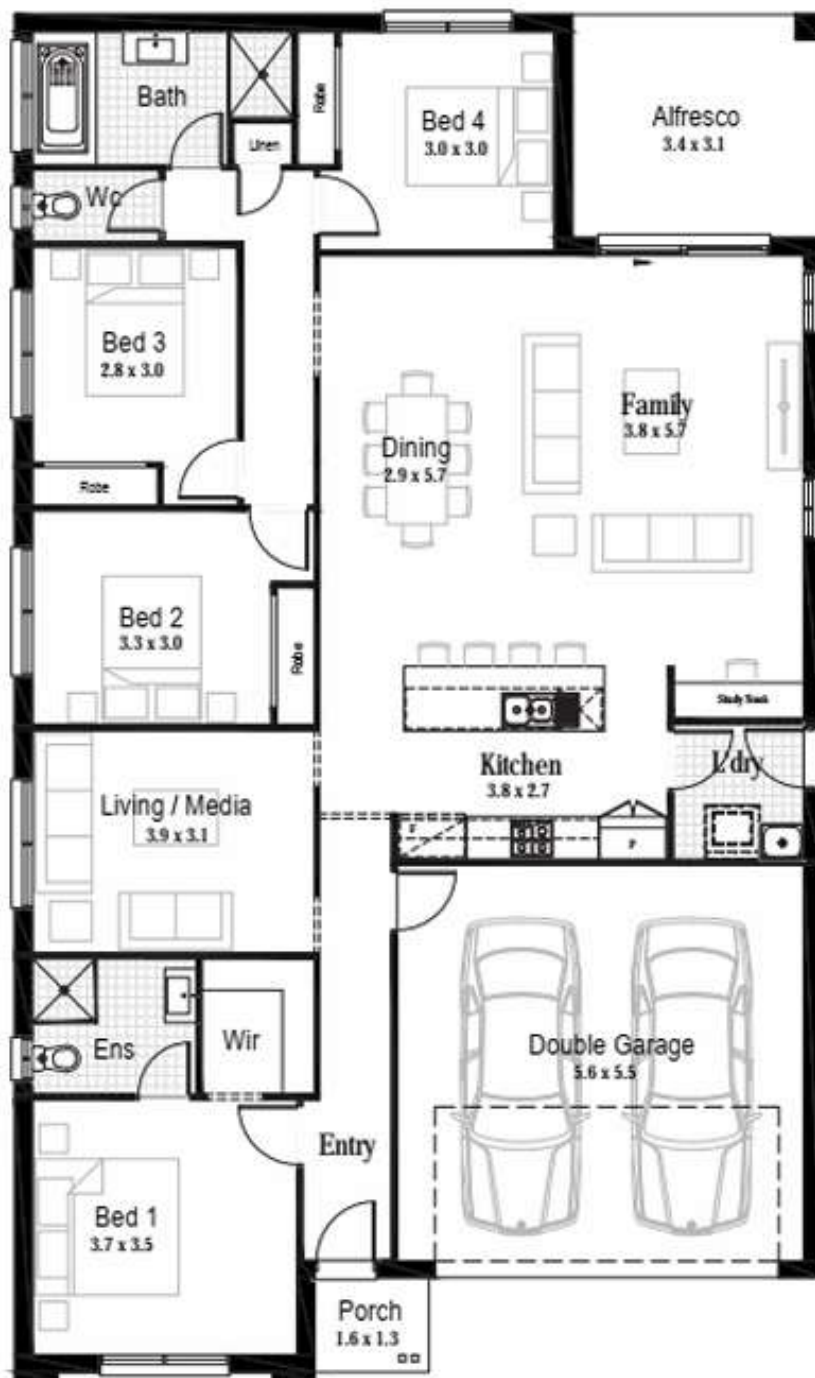 Bath
Linen
Robe
Bed 4
3.0 x 3.0
Alfresco
3.4 x 3.1
Wc
Bed 3
2.8 x 3.0
Robe
Dining
2.9 x 5.7
Family
3.8 x 5.7
Bed 2
3.3 x 3.0
Robe
Study Nook
Living / Media
3.9 x 3.1
Kitchen
3.8 x 2.7
L'dry
F
P
Ens
Wir
Double Garage
5.6 x 5.5
Entry
Bed 1
3.7 x 3.5
Porch
1.6 x 1.3